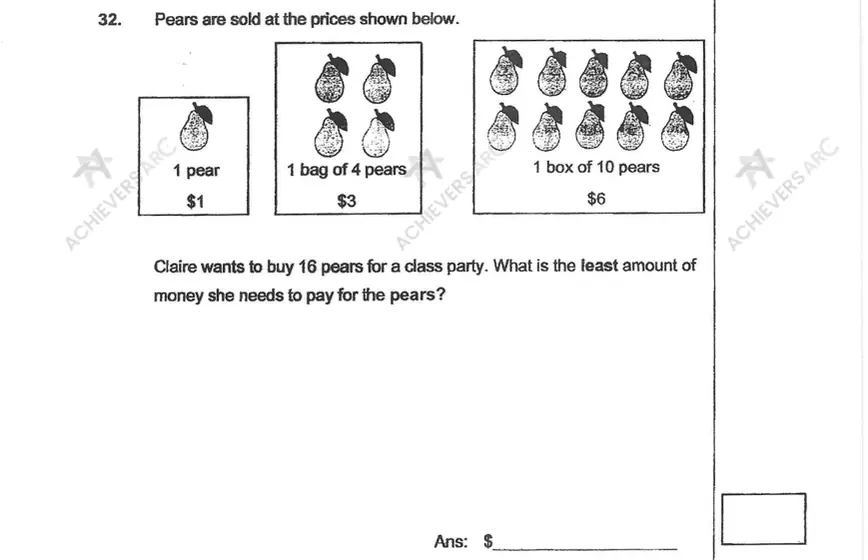 32. Pears are sold at the prices shown below.
1 pear
$1
1 bag of 4 pears
$3
1 box of 10 pears
$6
ACHIEVERS ARC
ACHIEVERS ARC
ACHIEVERS ARC
Claire wants to buy 16 pears for a class party. What is the least amount of
money she needs to pay for the pears?
Ans: $